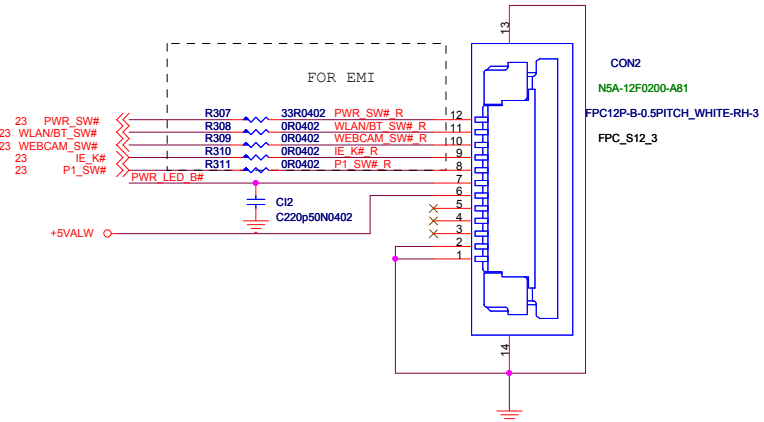 13
CON2
FOR EMI
N5A-12F0200-A81
23 PWR_SW# R307 33R0402 PWR_SW#_R 12 FPC12P-B-0.5PITCH_WHITE-RH-3
23 WLAN/BT_SW# R308 0R0402 WLAN/BT_SW#_R 11
23 WEBCAM_SW# R309 0R0402 WEBCAM_SW#_R 10 FPC_S12_3
23 IE_K# R310 0R0402 IE_K#_R 9
23 P1_SW# R311 0R0402 P1_SW#_R 8
PWR_LED_B# 7
6
CI2 5
C220p50N0402 4
+5VALW 3
2
1
14